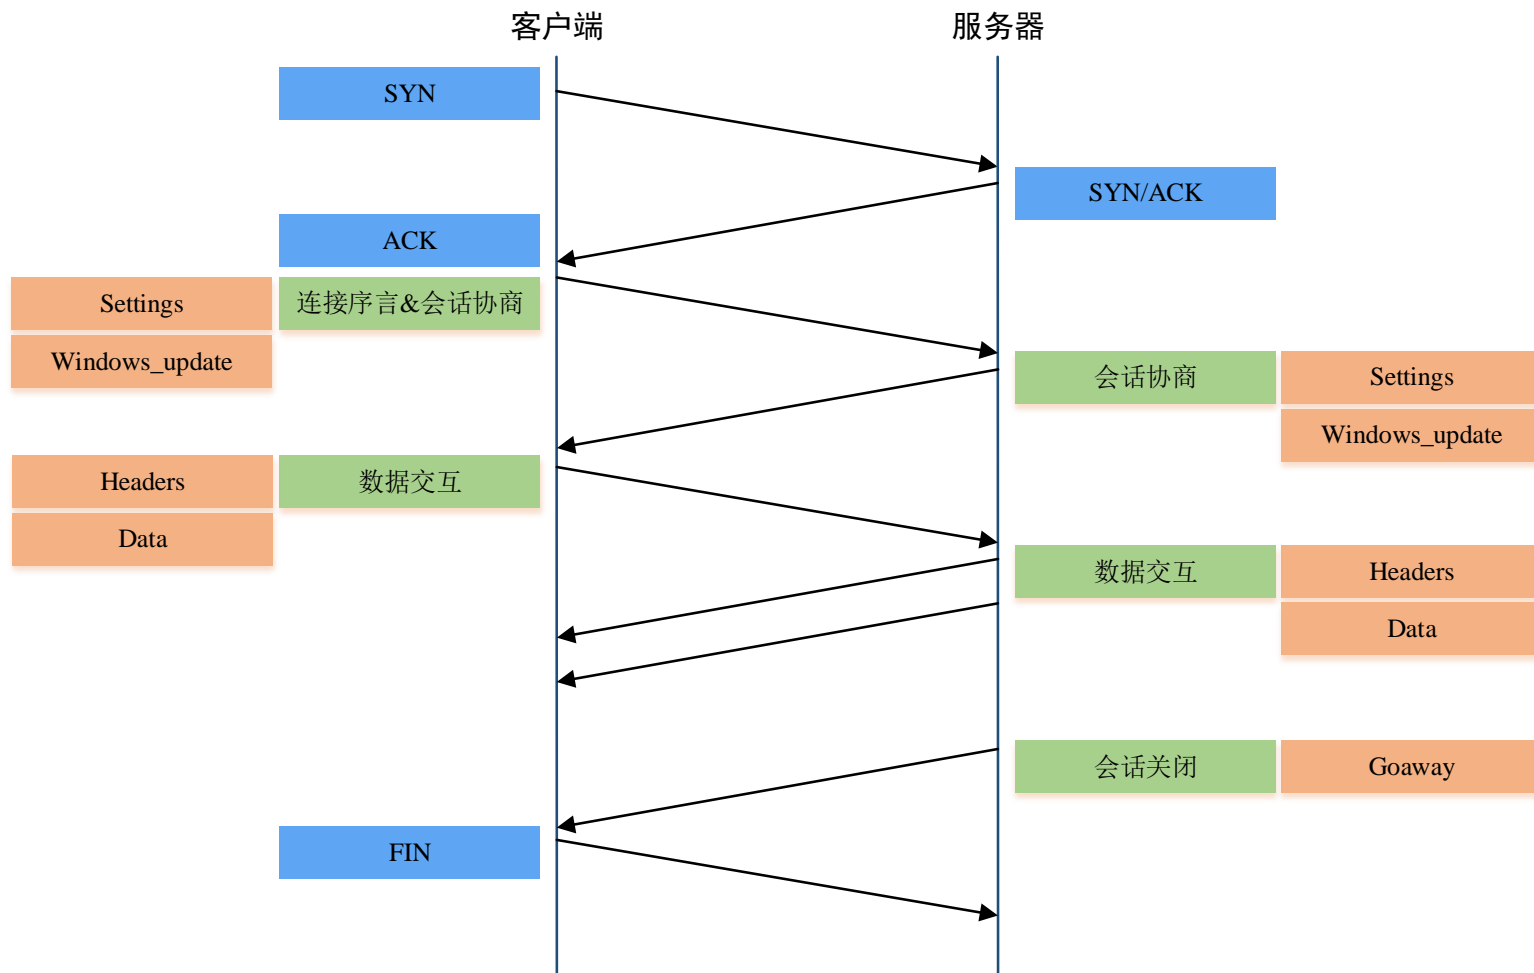 客户端
服务器
SYN
SYN/ACK
ACK
Settings
连接序言&会话协商
Windows_update
会话协商
Settings
Windows_update
Headers
数据交互
Data
数据交互
Headers
Data
会话关闭
Goaway
FIN